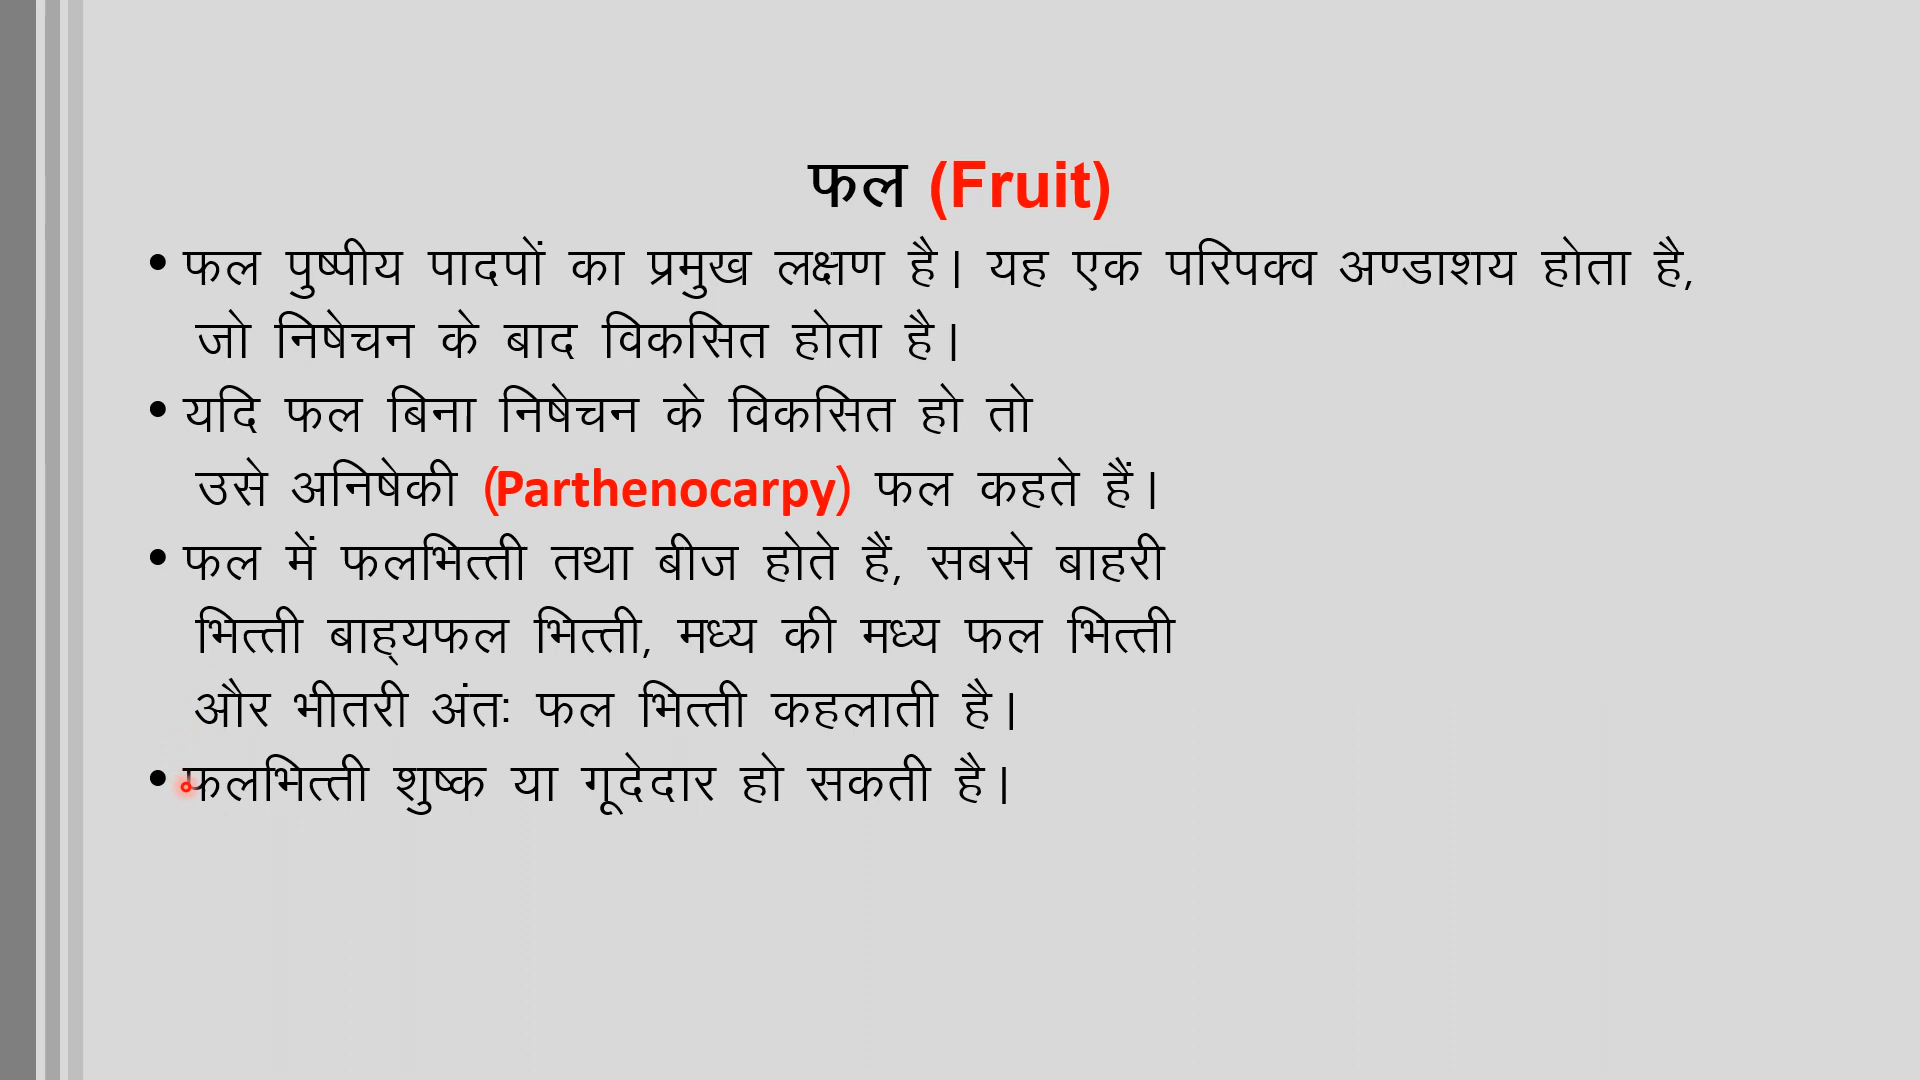 फल (Fruit)
• फल पुष्पीय पादपों का प्रमुख लक्षण है। यह एक परिपक्व अण्डाशय होता है,
जो निषेचन के बाद विकसित होता है।
• यदि फल बिना निषेचन के विकसित हो तो
उसे अनिषेकी (Parthenocarpy) फल कहते हैं।
• फल में फलभित्ती तथा बीज होते हैं, सबसे बाहरी
भित्ती बाह्यफल भित्ती, मध्य की मध्य फल भित्ती
और भीतरी अंतः फल भित्ती कहलाती है।
• फलभित्ती शुष्क या गूदेदार हो सकती है।